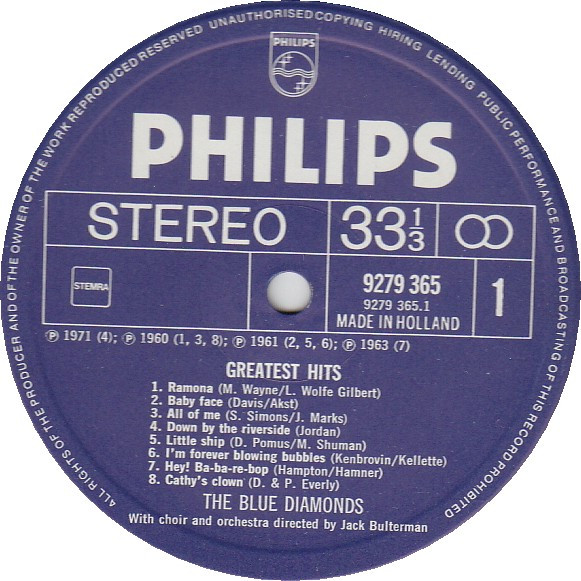 ALL RIGHTS OF THE PRODUCER AND OF THE OWNER OF THE WORK REPRODUCED RESERVED UNAUTHORISED COPYING HIRING LENDING PUBLIC PERFORMANCE AND BROADCASTING OF THIS RECORD PROHIBITED
PHILIPS
PHILIPS
STEREO
33 1/3
STEMRA
9279 365
9279 365.1
MADE IN HOLLAND
1
℗ 1971 (4); ℗ 1960 (1, 3, 8); ℗ 1961 (2, 5, 6); ℗ 1963 (7)
GREATEST HITS
1. Ramona (M. Wayne/L. Wolfe Gilbert)
2. Baby face (Davis/Akst)
3. All of me (S. Simons/J. Marks)
4. Down by the riverside (Jordan)
5. Little ship (D. Pomus/M. Shuman)
6. I'm forever blowing bubbles (Kenbrovin/Kellette)
7. Hey! Ba-ba-re-bop (Hampton/Hamner)
8. Cathy's clown (D. & P. Everly)
THE BLUE DIAMONDS
With choir and orchestra directed by Jack Bulterman